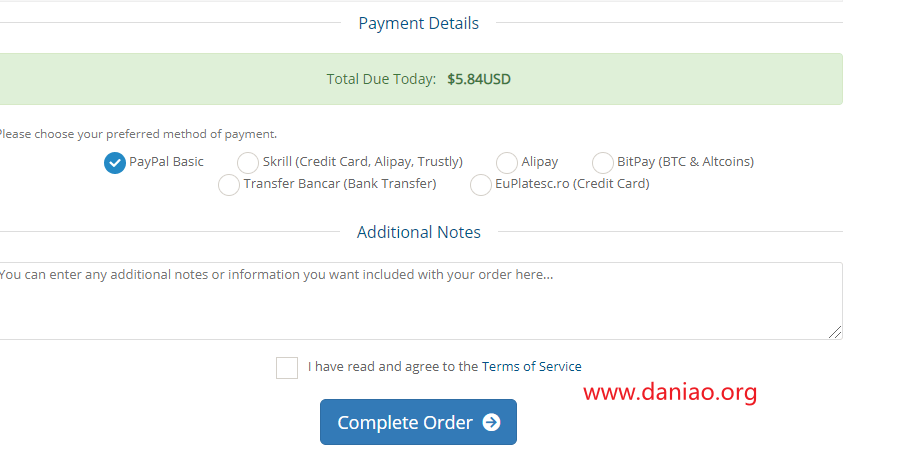 Payment Details
Total Due Today: $5.84USD
Please choose your preferred method of payment.
PayPal Basic Skrill (Credit Card, Alipay, Trustly) Alipay BitPay (BTC & Altcoins)
Transfer Bancar (Bank Transfer) EuPlatesc.ro (Credit Card)
Additional Notes
You can enter any additional notes or information you want included with your order here...
I have read and agree to the Terms of Service
www.daniao.org
Complete Order